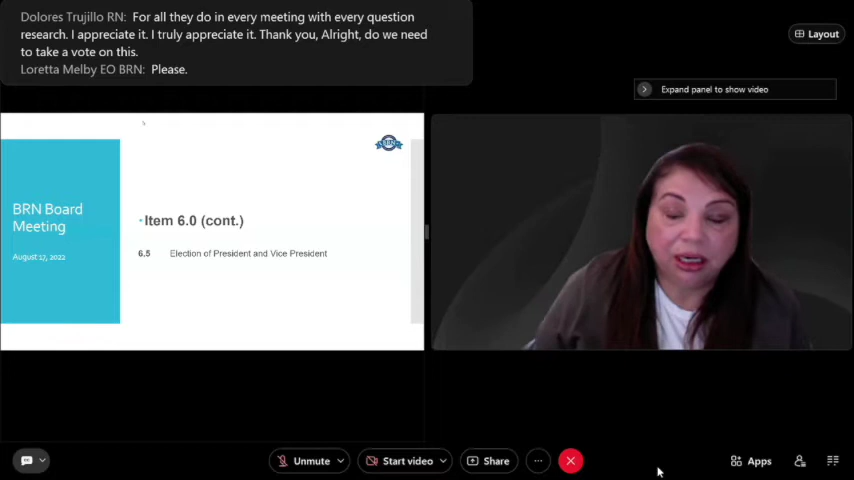 Dolores Trujillo RN: For all they do in every meeting with every question
research. I appreciate it. I truly appreciate it. Thank you, Alright, do we need
to take a vote on this.
Loretta Melby EO BRN: Please.
Layout
Expand panel to show video
BRN
BRN Board
Meeting
August 17, 2022
Item 6.0 (cont.)
6.5 Election of President and Vice President
Unmute
Start video
Share
Apps